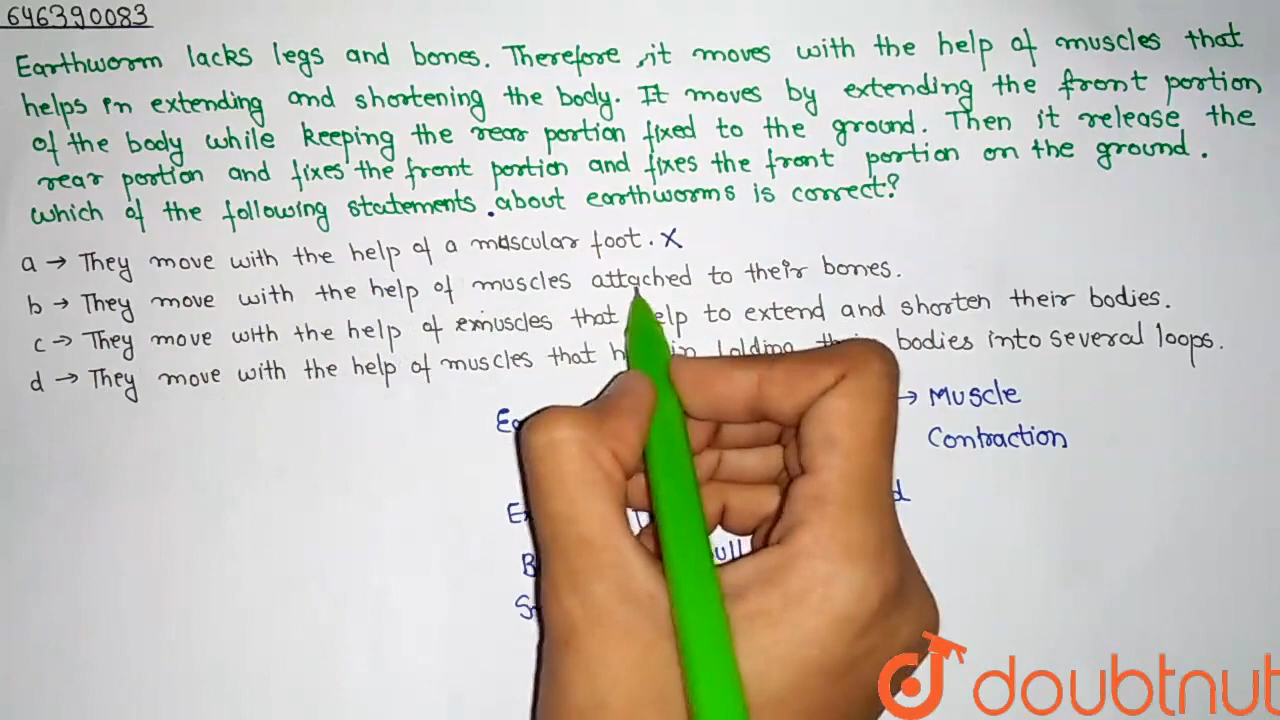 646390083
Earthworm lacks legs and bones. Therefore, it moves with the help of muscles that
helps in extending and shortening the body. It moves by extending the front portion
of the body while keeping the rear portion fixed to the ground. Then it release the
rear portion and fixes the front portion and fixes the front portion on the ground.
which of the following statements about earthworms is correct?
a → They move with the help of a muscular foot. X
b → They move with the help of muscles attached to their bones.
c → They move with the help of muscles that help to extend and shorten their bodies.
d → They move with the help of muscles that in folding their bodies into several loops.
→ Muscle
Contraction
doubtnut